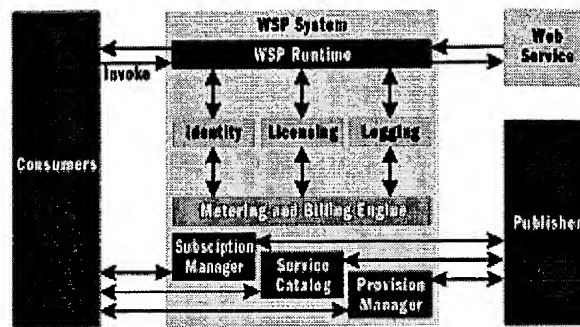 WSP System
WSP Runtime
Web
Service
Invoke
Identity
Licensing
Logging
Consumers
Metering and Billing Engine
Publisher
Subsciption
Manager
Service
Catalog
Provision
Manager